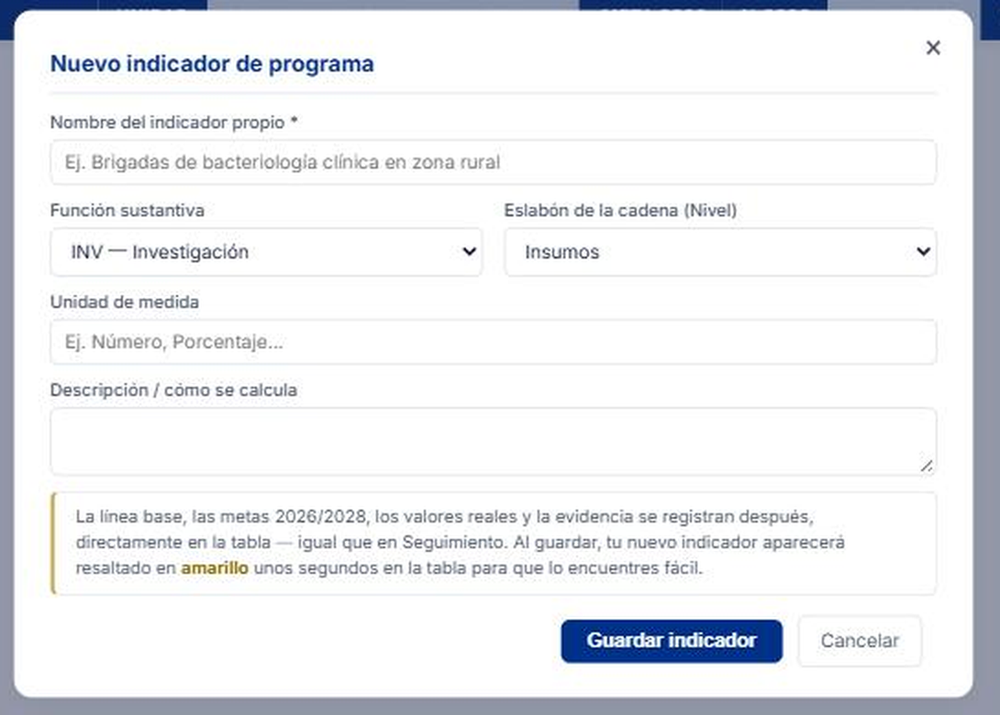 Nuevo indicador de programa
×
Nombre del indicador propio *
Ej. Brigadas de bacteriología clínica en zona rural
Función sustantiva
Eslabón de la cadena (Nivel)
INV — Investigación
Insumos
Unidad de medida
Ej. Número, Porcentaje...
Descripción / cómo se calcula
La línea base, las metas 2026/2028, los valores reales y la evidencia se registran después,
directamente en la tabla — igual que en Seguimiento. Al guardar, tu nuevo indicador aparecerá
resaltado en amarillo unos segundos en la tabla para que lo encuentres fácil.
Guardar indicador
Cancelar